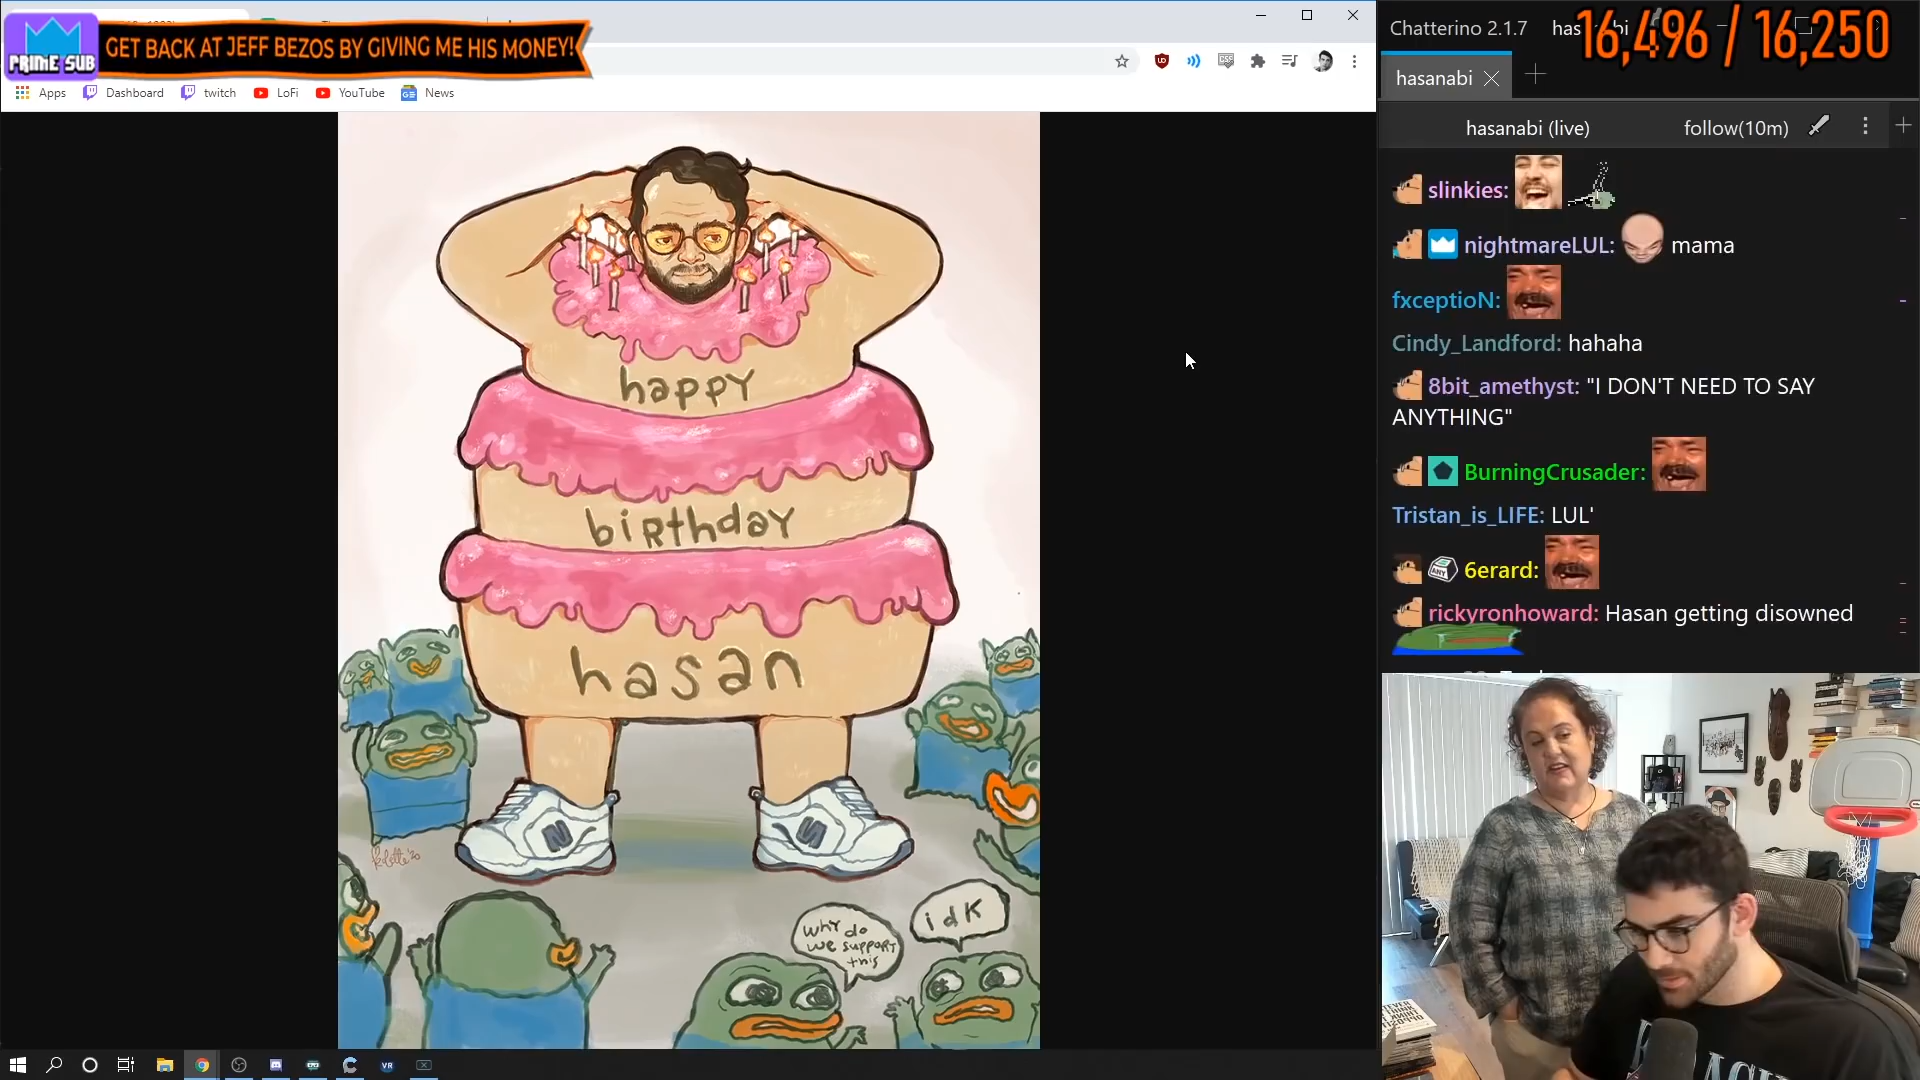 PRIME SUB
GET BACK AT JEFF BEZOS BY GIVING ME HIS MONEY!
Apps
Dashboard
twitch
LoFi
YouTube
News
happy
birthday
hasan
why do
we support
this
idk
Chatterino 2.1.7
16,496 / 16,250
hasanabi
hasanabi (live)
follow(10m)
slinkies:
nightmareLUL: mama
fxceptioN:
Cindy_Landford: hahaha
8bit_amethyst: "I DON'T NEED TO SAY
ANYTHING"
BurningCrusader:
Tristan_is_LIFE: LUL'
ANY
6erard:
rickyronhoward: Hasan getting disowned
VR